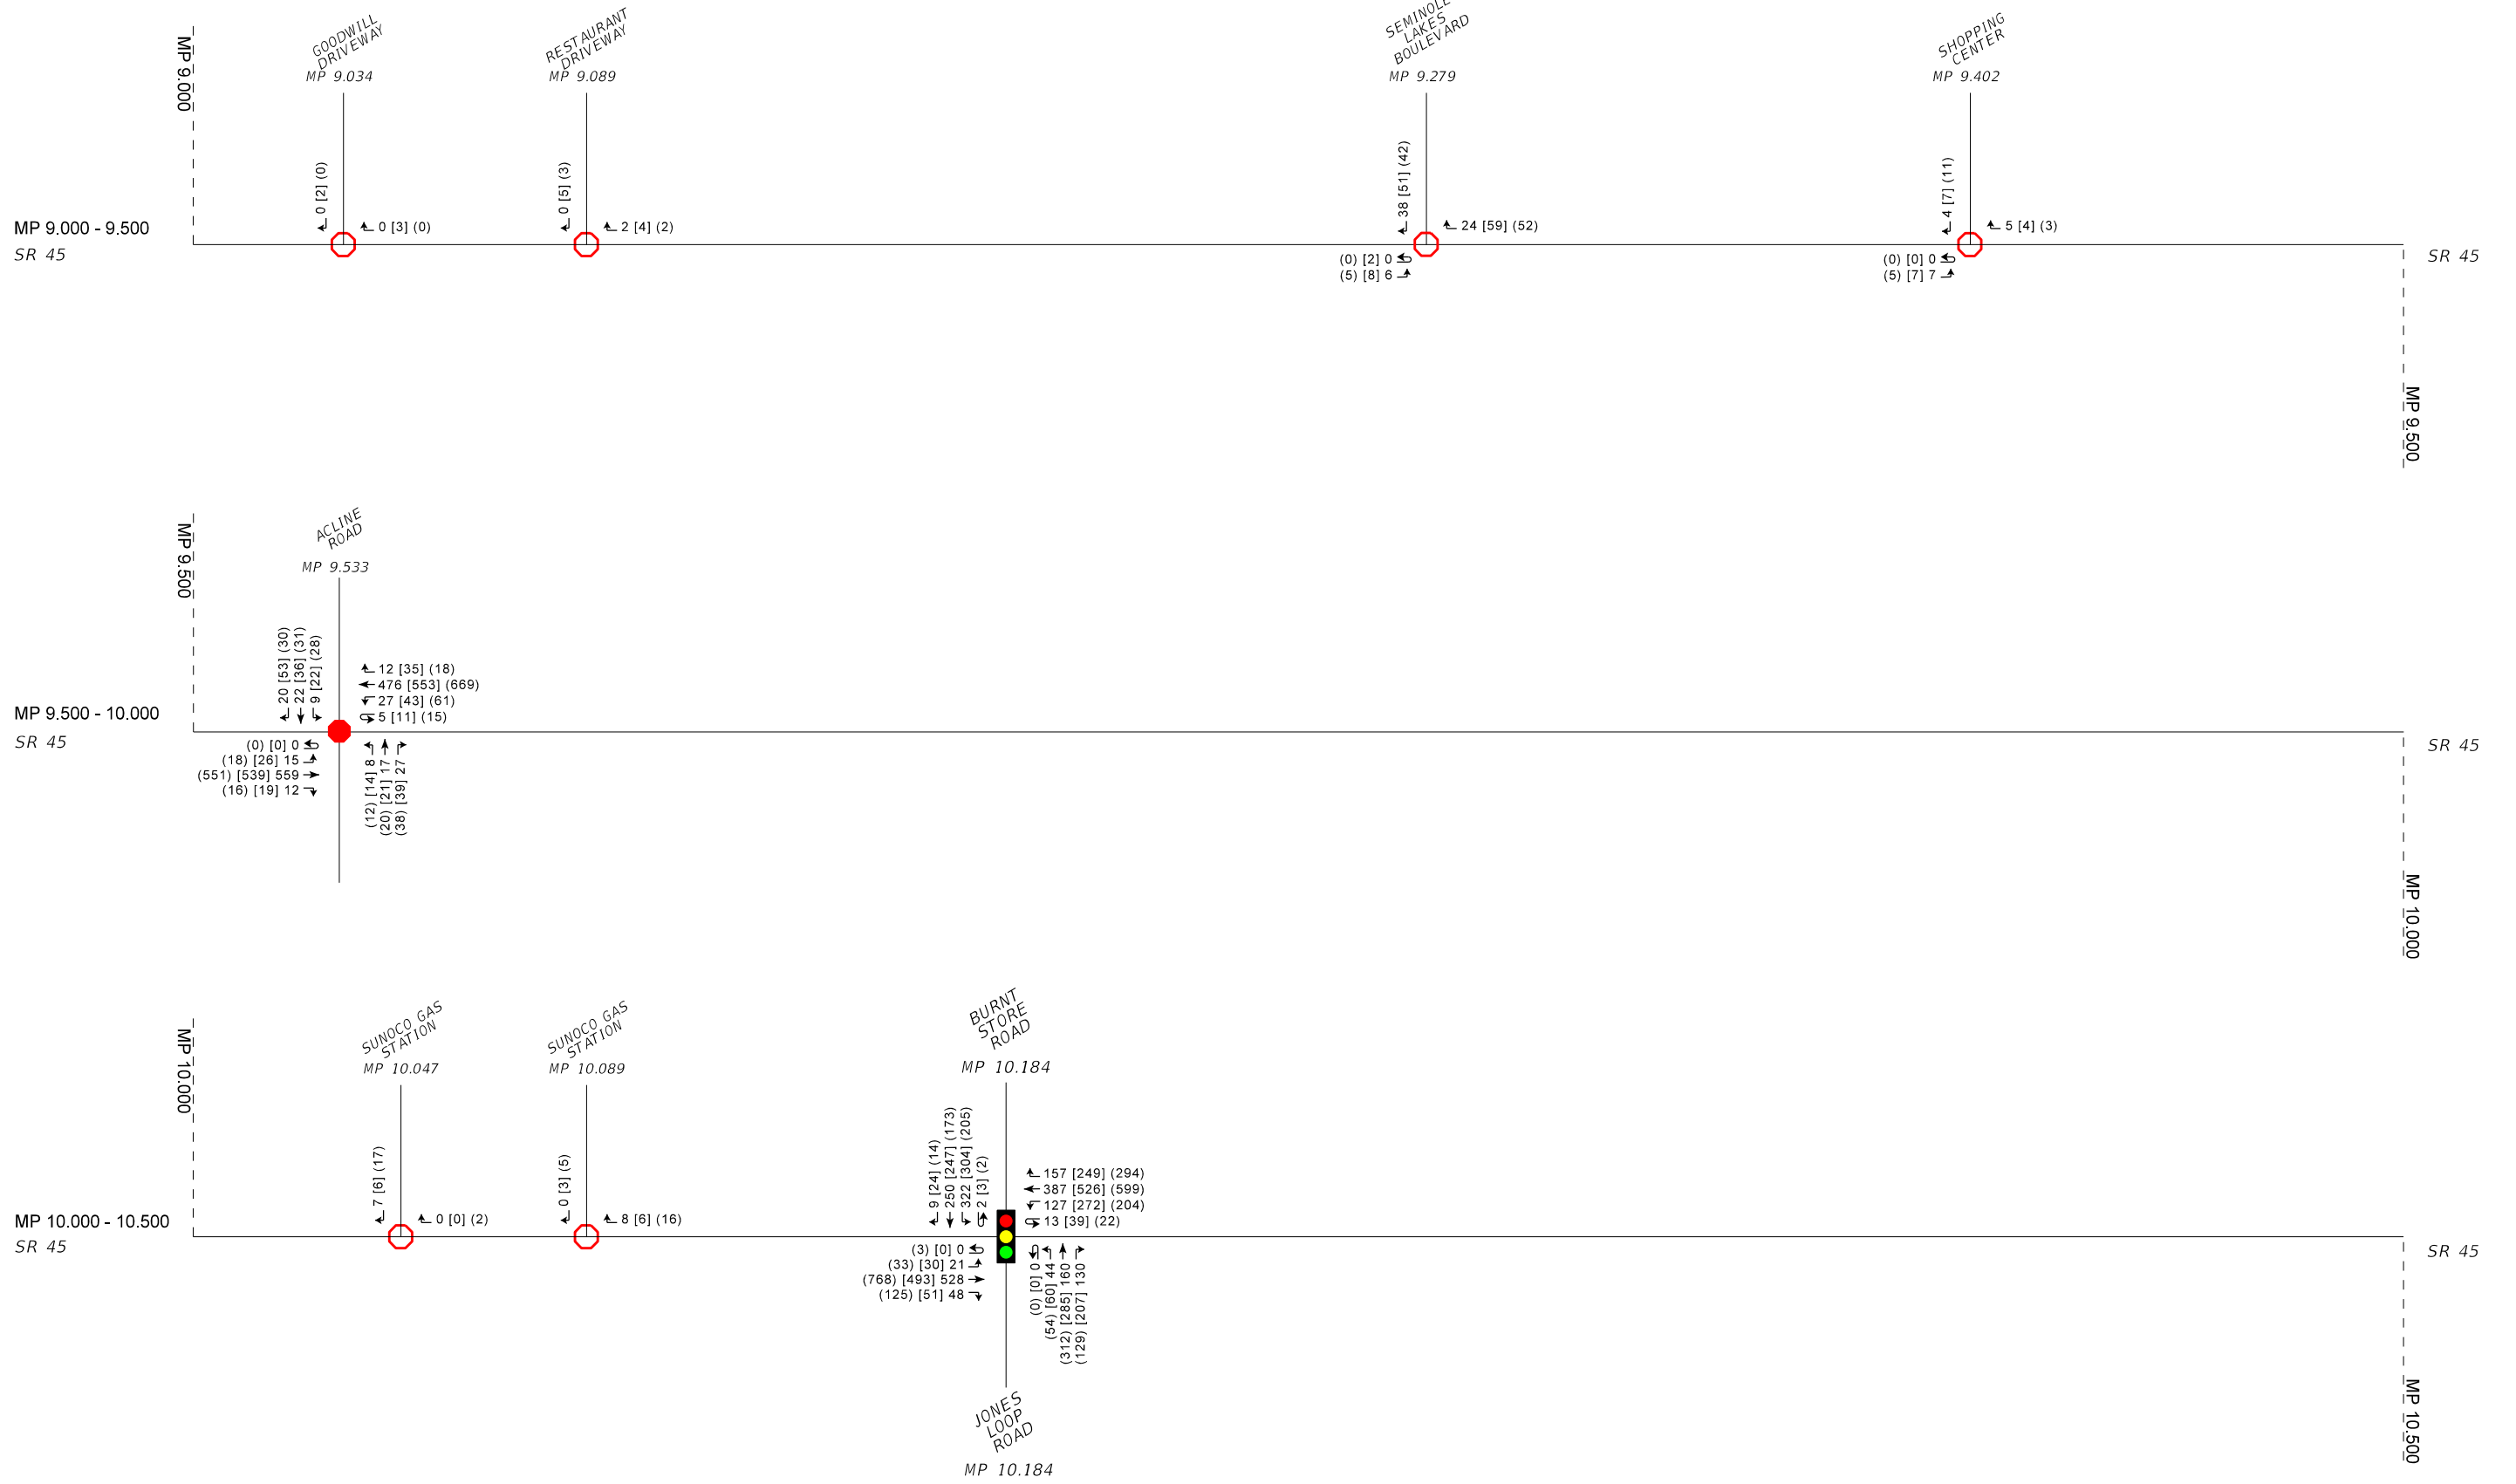 MP 9.000
GOODWILL
DRIVEWAY
MP 9.034
RESTAURANT
DRIVEWAY
MP 9.089
SEMINOLE
LAKES
BOULEVARD
MP 9.279
SHOPPING
CENTER
MP 9.402
0 [2] (0)
0 [3] (0)
0 [5] (3)
2 [4] (2)
38 [51] (42)
24 [59] (52)
4 [7] (11)
5 [4] (3)
MP 9.000 - 9.500
SR 45
(0) [2] 0
(5) [8] 6
(0) [0] 0
(5) [7] 7
SR 45
MP 9.500
MP 9.500
ACLINE
ROAD
MP 9.533
20 [53] (30)
22 [36] (31)
9 [22] (28)
12 [35] (18)
476 [553] (669)
27 [43] (61)
5 [11] (15)
MP 9.500 - 10.000
SR 45
(0) [0] 0
(18) [26] 15
(551) [539] 559
(16) [19] 12
(12) [14] 8
(20) [21] 17
(38) [39] 27
SR 45
MP 10.000
MP 10.000
SUNOCO GAS
STATION
MP 10.047
SUNOCO GAS
STATION
MP 10.089
BURNT
STORE
ROAD
MP 10.184
7 [6] (17)
0 [0] (2)
0 [3] (5)
8 [6] (16)
9 [24] (14)
250 [247] (173)
322 [304] (205)
2 [3] (2)
157 [249] (294)
387 [526] (599)
127 [272] (204)
13 [39] (22)
MP 10.000 - 10.500
SR 45
(3) [0] 0
(33) [30] 21
(768) [493] 528
(125) [51] 48
(0) [0] 0
(54) [60] 44
(312) [285] 160
(129) [207] 130
SR 45
MP 10.500
JONES
LOOP
ROAD
MP 10.184